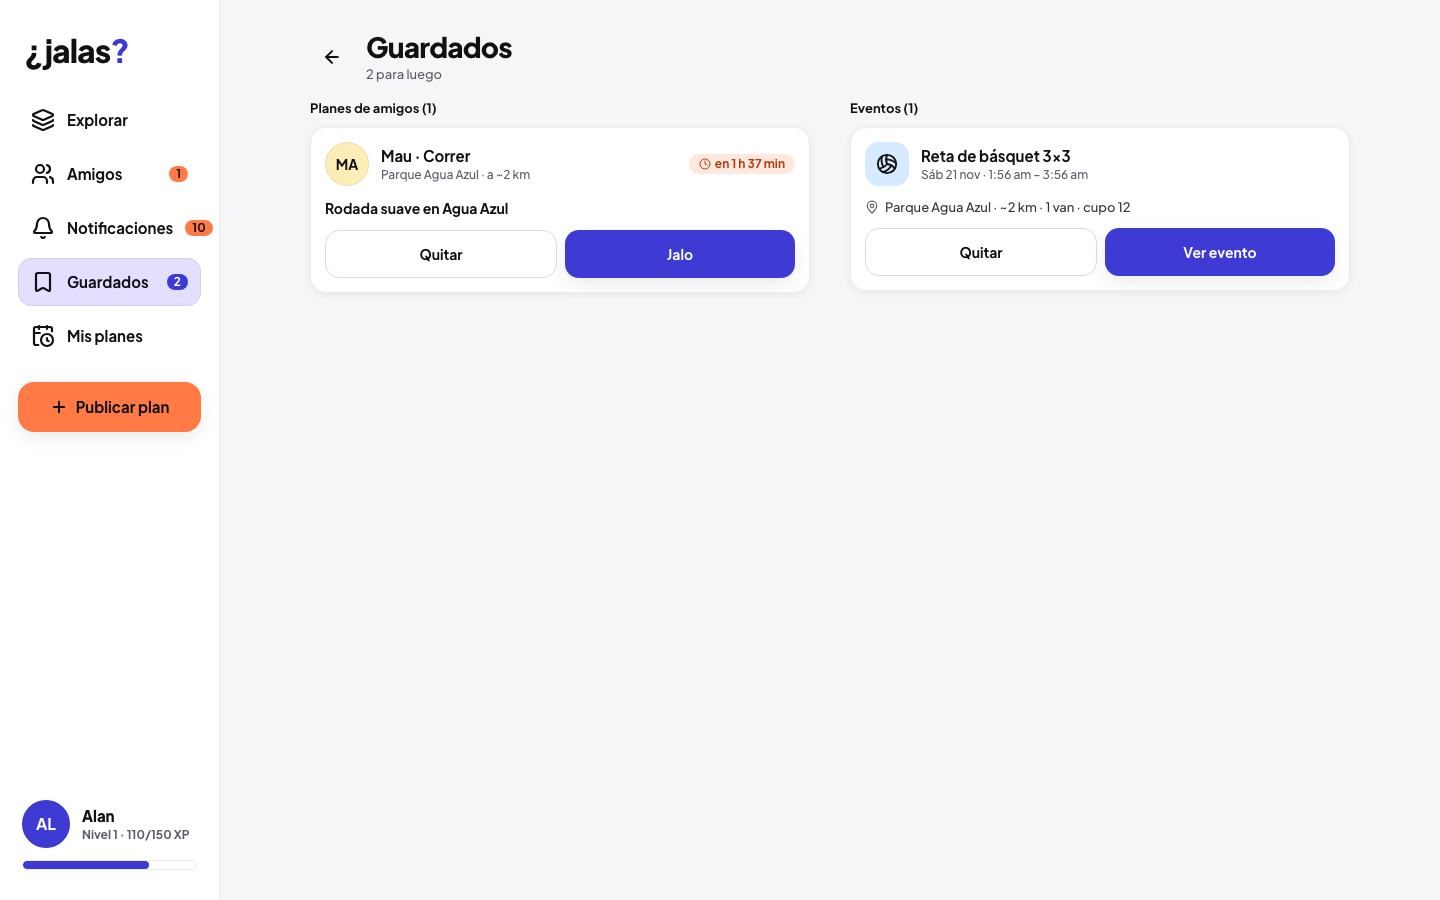 ¿jalas?
Explorar
Amigos 1
Notificaciones 10
Guardados 2
Mis planes
+ Publicar plan
AL
Alan
Nivel 1 · 110/150 XP
Guardados
2 para luego
Planes de amigos (1)
MA
Mau · Correr
Parque Agua Azul · a ~2 km
en 1 h 37 min
Rodada suave en Agua Azul
Quitar
Jalo
Eventos (1)
Reta de básquet 3×3
Sáb 21 nov · 1:56 am – 3:56 am
Parque Agua Azul · ~2 km · 1 van · cupo 12
Quitar
Ver evento